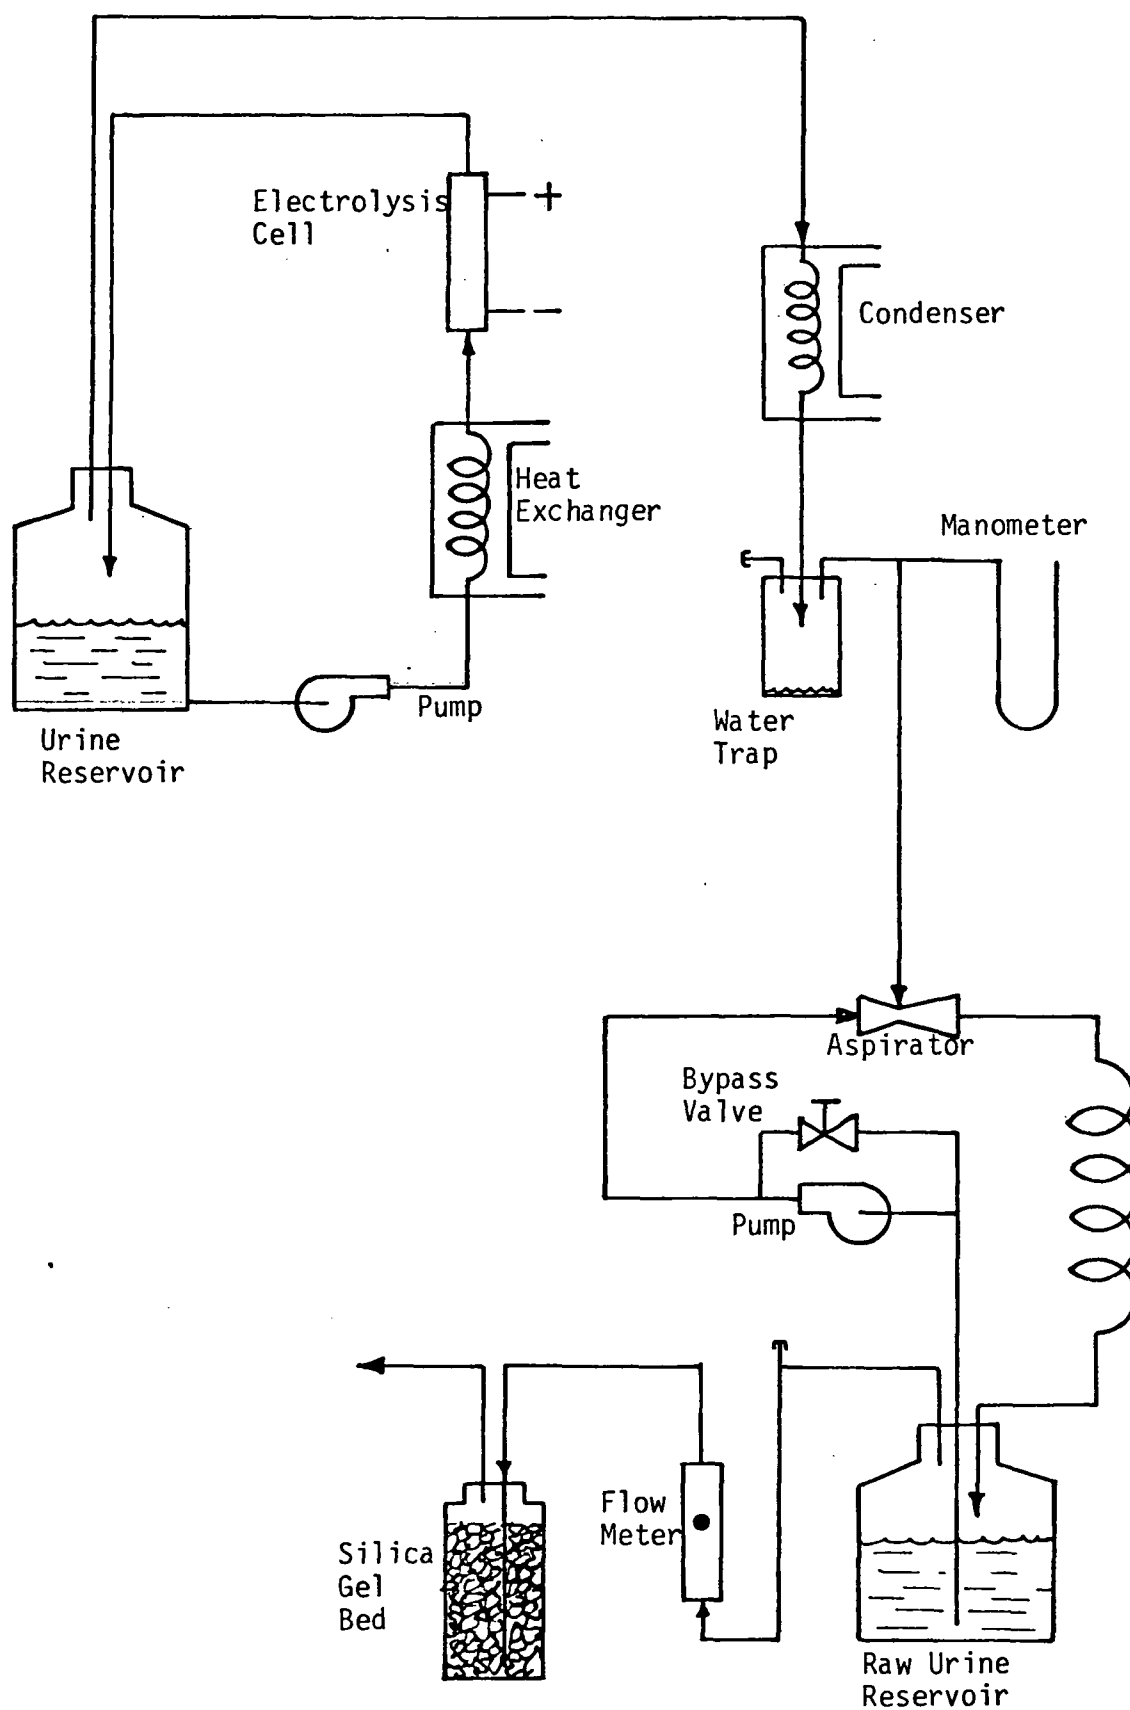 Electrolysis
Cell
+
Condenser
Heat
Exchanger
Manometer
Pump
Water
Trap
Urine
Reservoir
Aspirator
Bypass
Valve
Pump
Flow
Meter
Silica
Gel
Bed
Raw Urine
Reservoir